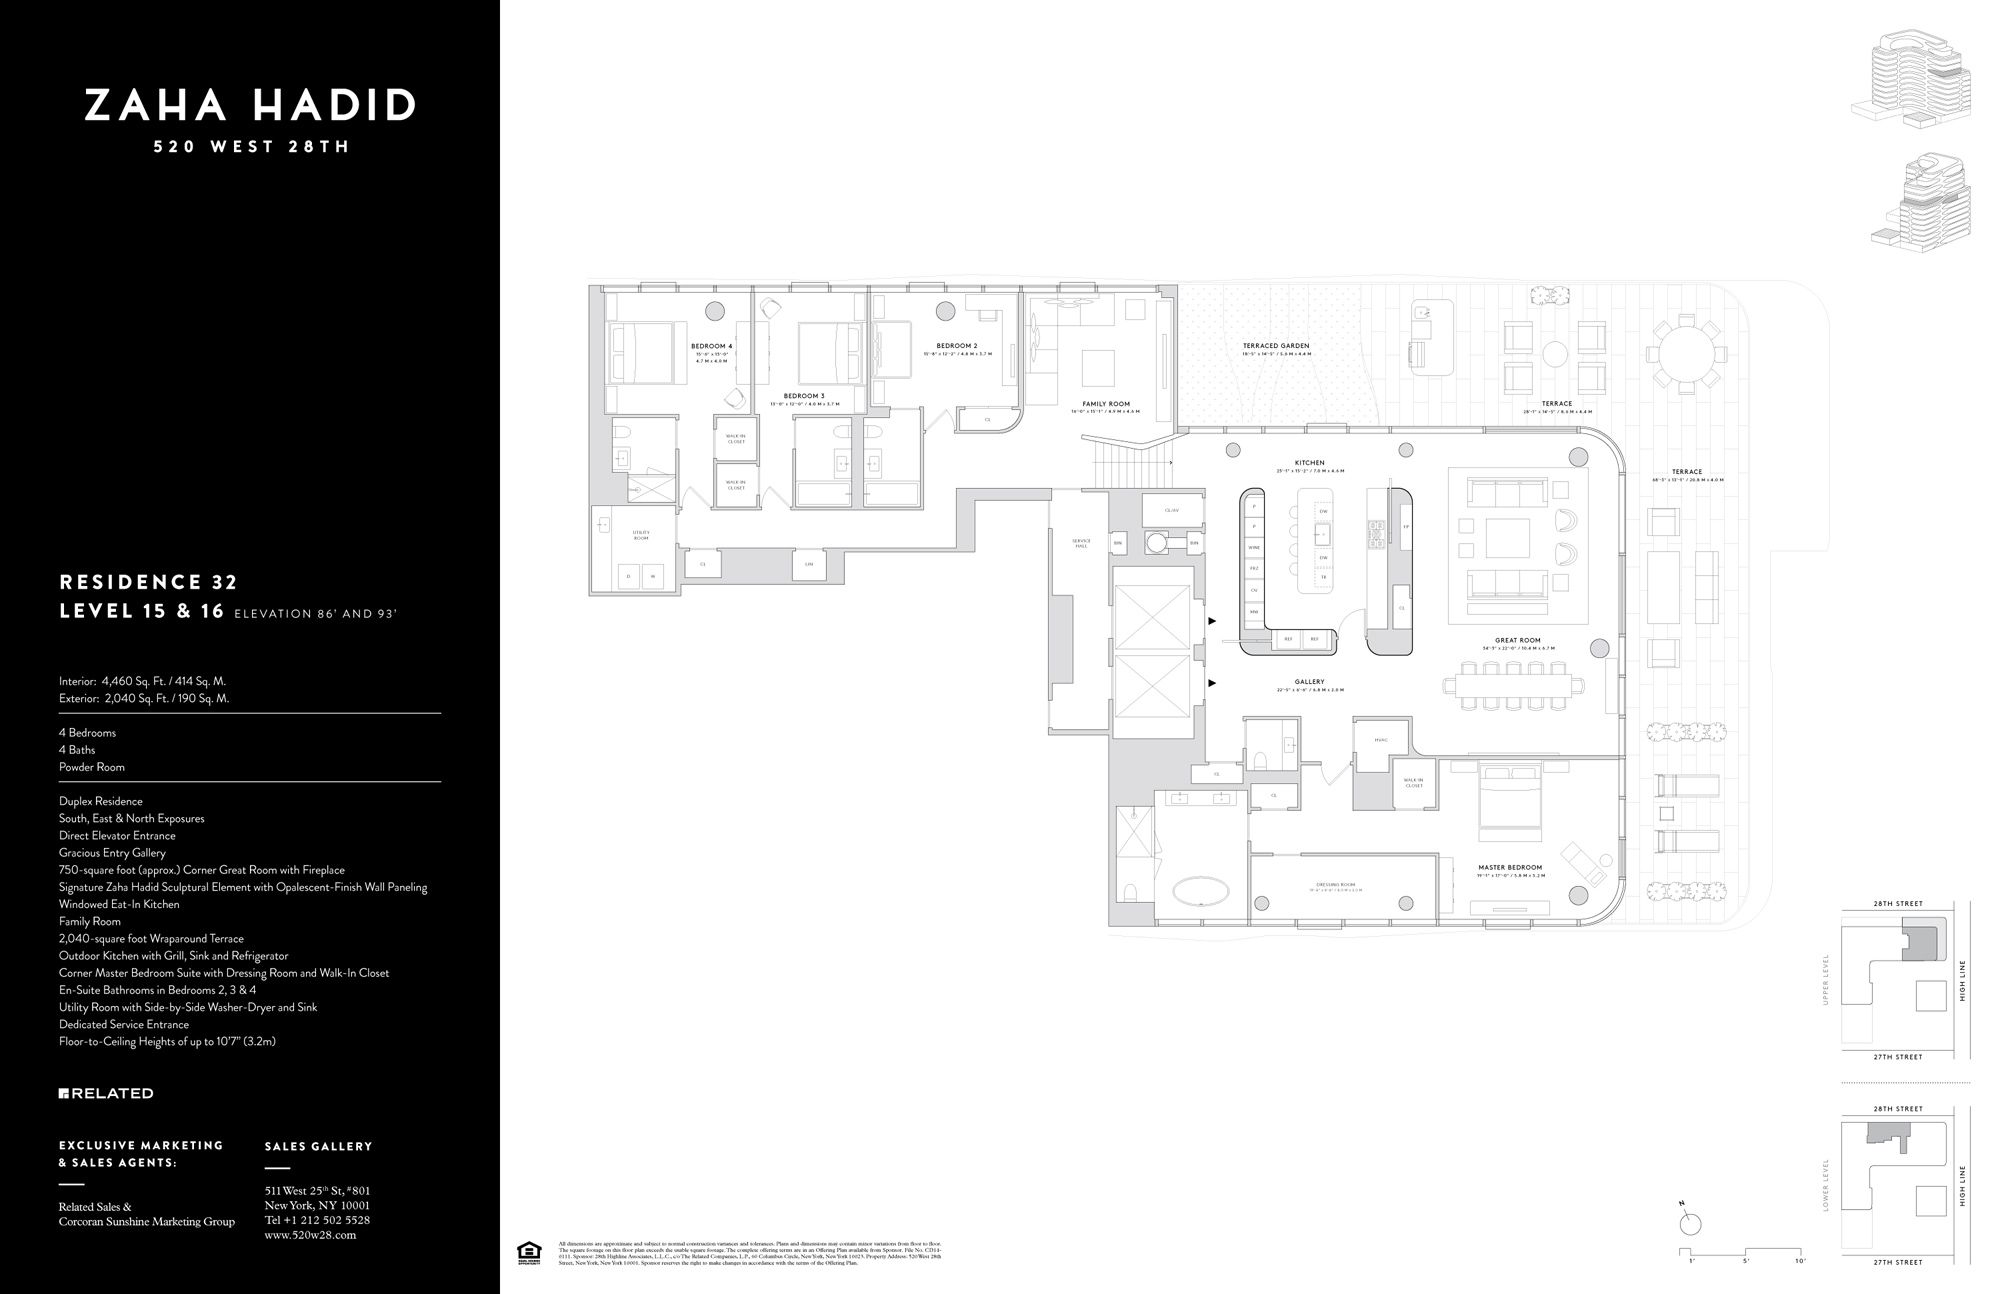 ZAHA HADID
520 WEST 28TH
RESIDENCE 32
LEVEL 15 & 16 ELEVATION 86' AND 93'
Interior: 4,460 Sq. Ft. / 414 Sq. M.
Exterior: 2,040 Sq. Ft. / 190 Sq. M.
4 Bedrooms
4 Baths
Powder Room
Duplex Residence
South, East & North Exposures
Direct Elevator Entrance
Gracious Entry Gallery
750-square foot (approx.) Corner Great Room with Fireplace
Signature Zaha Hadid Sculptural Element with Opalescent-Finish Wall Paneling
Windowed Eat-In Kitchen
Family Room
2,040-square foot Wraparound Terrace
Outdoor Kitchen with Grill, Sink and Refrigerator
Corner Master Bedroom Suite with Dressing Room and Walk-In Closet
En-Suite Bathrooms in Bedrooms 2, 3 & 4
Utility Room with Side-by-Side Washer-Dryer and Sink
Dedicated Service Entrance
Floor-to-Ceiling Heights of up to 10'7" (3.2m)
RELATED
EXCLUSIVE MARKETING
& SALES AGENTS:
Related Sales &
Corcoran Sunshine Marketing Group
SALES GALLERY
511 West 25th St, #801
New York, NY 10001
Tel +1 212 502 5528
www.520w28.com
BEDROOM 4
15'-6" x 13'-0"
4.7 M x 4.0 M
BEDROOM 3
13'-0" x 12'-0" / 4.0 M x 3.7 M
BEDROOM 2
15'-8" x 12'-2" / 4.8 M x 3.7 M
CL
FAMILY ROOM
16'-0" x 15'-1" / 4.9 M x 4.6 M
TERRACED GARDEN
18'-5" x 14'-5" / 5.6 M x 4.4 M
TERRACE
28'-1" x 14'-5" / 8.6 M x 4.4 M
TERRACE
68'-3" x 13'-1" / 20.8 M x 4.0 M
WALK-IN
CLOSET
WALK-IN
CLOSET
UTILITY
ROOM
D
W
CL
LIN
SERVICE
HALL
CL/AV
BIN
BIN
KITCHEN
23'-1" x 15'-2" / 7.0 M x 4.6 M
P
P
WINE
FRZ
OV
MW
REF
REF
DW
DW
TR
FP
CL
GREAT ROOM
34'-3" x 22'-0" / 10.4 M x 6.7 M
GALLERY
22'-5" x 6'-6" / 6.8 M x 2.0 M
HVAC
CL
CL
WALK-IN
CLOSET
MASTER BEDROOM
19'-1" x 17'-0" / 5.8 M x 5.2 M
DRESSING ROOM
28TH STREET
UPPER LEVEL
HIGH LINE
27TH STREET
28TH STREET
LOWER LEVEL
HIGH LINE
27TH STREET
N
1'
5'
10'
EQUAL HOUSING
OPPORTUNITY
All dimensions are approximate and subject to normal construction variances and tolerances. Plans and dimensions may contain minor variations from floor to floor.
The square footage on this floor plan exceeds the usable square footage. The complete offering terms are in an Offering Plan available from Sponsor. File No. CD14-
0111. Sponsor: 28th Highline Associates, L.L.C., c/o The Related Companies, L.P., 60 Columbus Circle, New York, New York 10023. Property Address: 520 West 28th
Street, New York, New York 10001. Sponsor reserves the right to make changes in accordance with the terms of the Offering Plan.